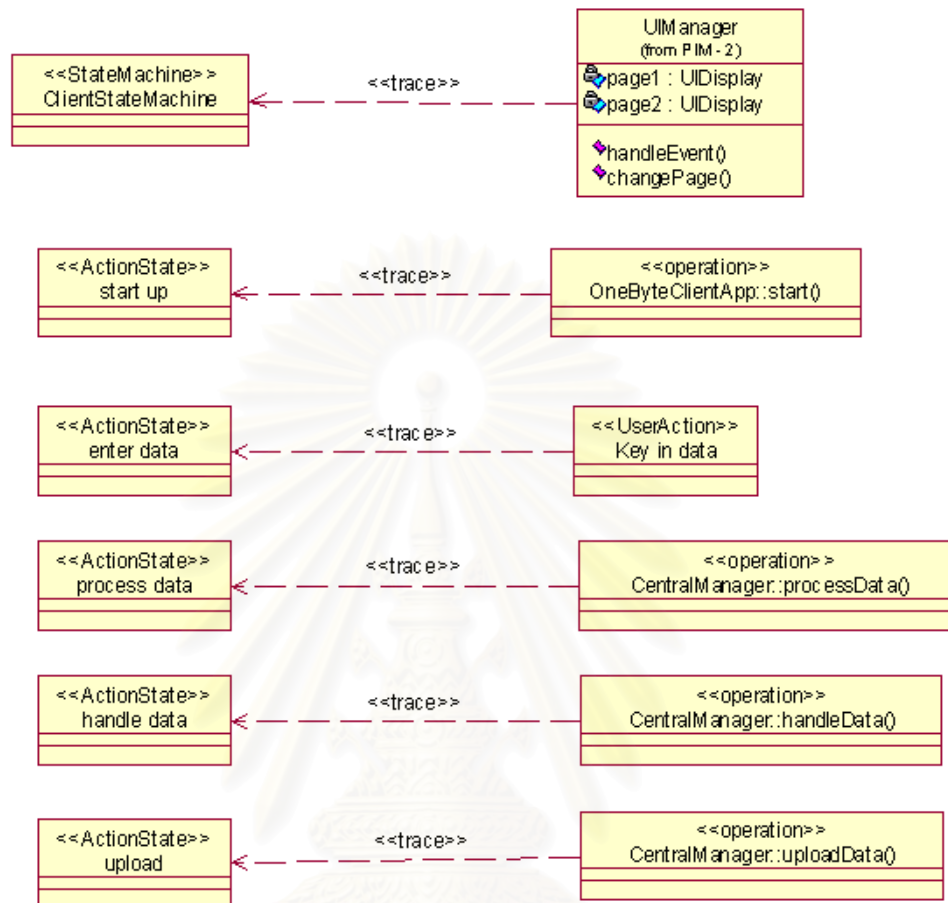 UIManager
(from PIM - 2)
<<StateMachine>>
ClientStateMachine
<<trace>>
page1 : UIDisplay
page2 : UIDisplay
handleEvent()
changePage()
<<ActionState>>
start up
<<trace>>
<<operation>>
OneByteClientApp::start()
<<ActionState>>
enter data
<<trace>>
<<UserAction>>
Key in data
<<ActionState>>
process data
<<trace>>
<<operation>>
CentralManager::processData()
<<ActionState>>
handle data
<<trace>>
<<operation>>
CentralManager::handleData()
<<ActionState>>
upload
<<trace>>
<<operation>>
CentralManager::uploadData()